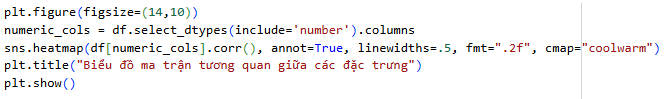 plt.figure(figsize=(14,10))
numeric_cols = df.select_dtypes(include='number').columns
sns.heatmap(df[numeric_cols].corr(), annot=True, linewidths=.5, fmt=".2f", cmap="coolwarm")
plt.title("Biểu đồ ma trận tương quan giữa các đặc trưng")
plt.show()